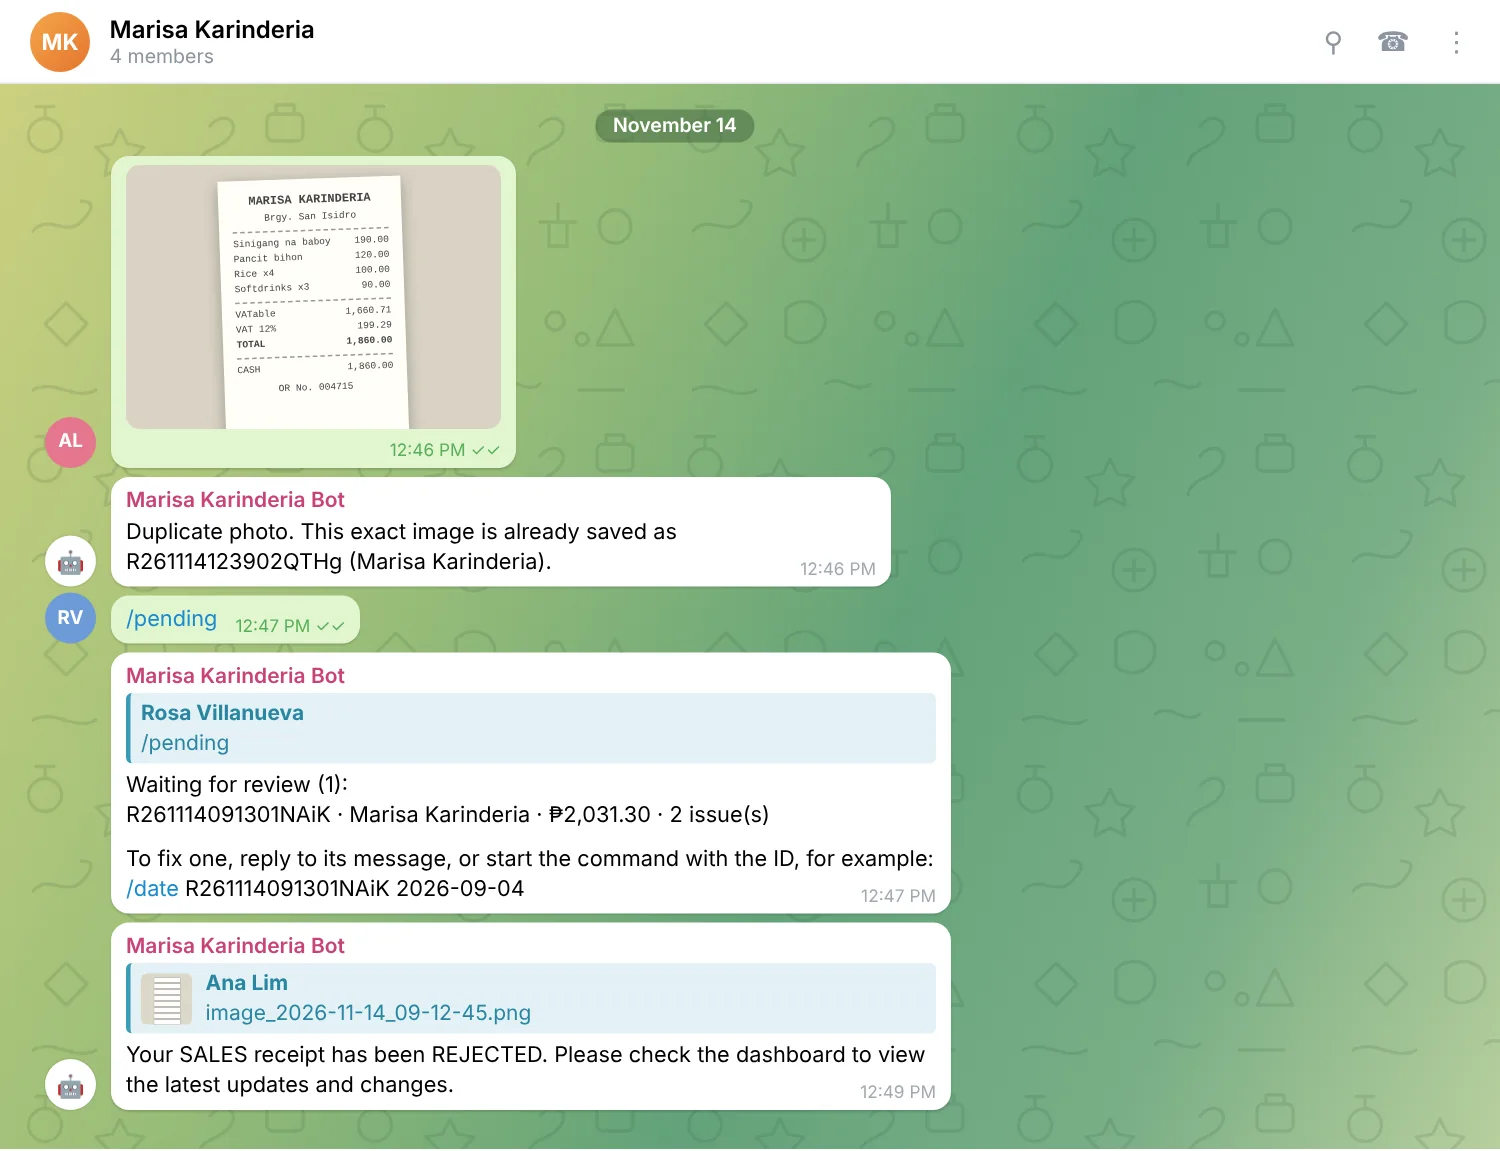 MK
Marisa Karinderia
4 members
November 14
MARISA KARINDERIA
Brgy. San Isidro
Sinigang na baboy 190.00
Pancit bihon 120.00
Rice x4 100.00
Softdrinks x3 90.00
VATable 1,660.71
VAT 12% 199.29
TOTAL 1,860.00
CASH 1,860.00
OR No. 004715
AL
12:46 PM
Marisa Karinderia Bot
Duplicate photo. This exact image is already saved as
R261114123902QTHg (Marisa Karinderia).
12:46 PM
RV
/pending 12:47 PM
Marisa Karinderia Bot
Rosa Villanueva
/pending
Waiting for review (1):
R261114091301NAiK · Marisa Karinderia · ₱2,031.30 · 2 issue(s)
To fix one, reply to its message, or start the command with the ID, for example:
/date R261114091301NAiK 2026-09-04
12:47 PM
Marisa Karinderia Bot
Ana Lim
image_2026-11-14_09-12-45.png
Your SALES receipt has been REJECTED. Please check the dashboard to view
the latest updates and changes.
12:49 PM